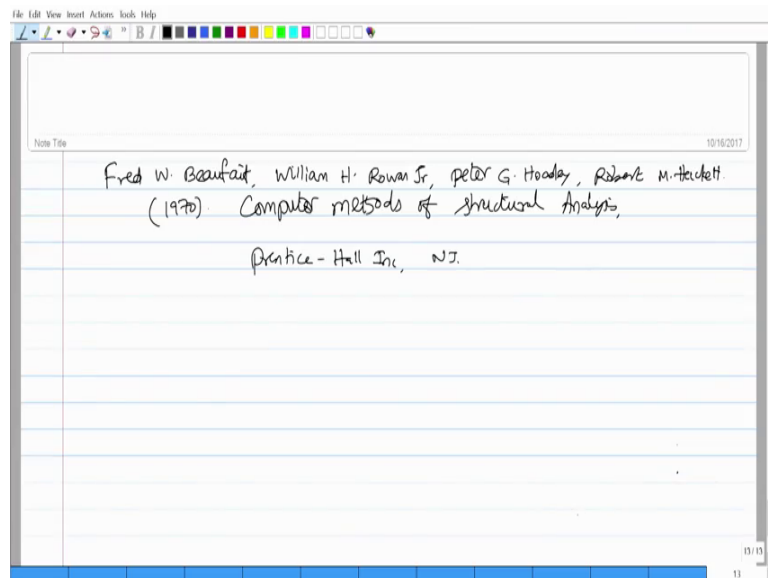 File Edit View Insert Actions Tools Help
B I
Note Title
10/16/2017
Fred W. Beaufait, William H. Rowan Jr, Peter G. Hoadley, Robert M. Hackett.
(1970). Computer methods of Structural Analysis,
Prentice-Hall Inc, NJ.
13/13
13